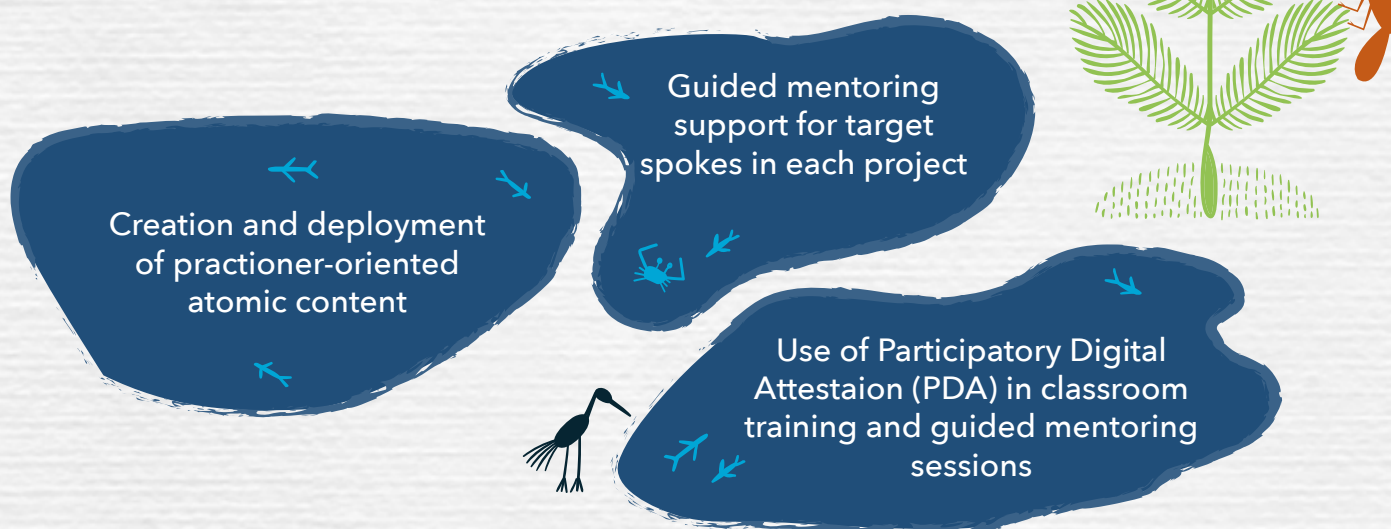 Guided mentoring
support for target
spokes in each project
Creation and deployment
of practioner-oriented
atomic content
Use of Participatory Digital
Attestaion (PDA) in classroom
training and guided mentoring
sessions